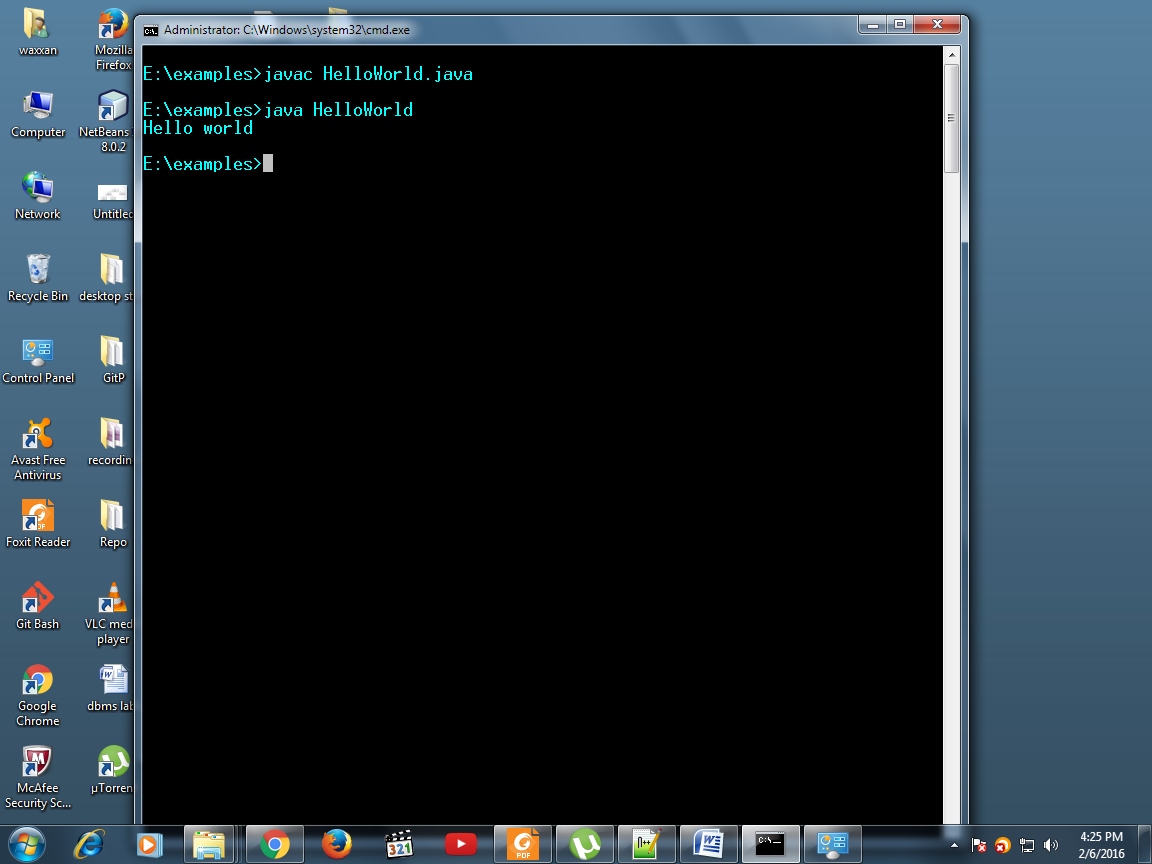 Administrator: C:\Windows\system32\cmd.exe
E:\examples>javac HelloWorld.java
E:\examples>java HelloWorld
Hello world
E:\examples>
waxxan
Mozilla
Firefox
Computer
NetBeans
8.0.2
Network
Untitled
Recycle Bin
desktop st
Control Panel
GitP
Avast Free
Antivirus
recordin
Foxit Reader
Repo
Git Bash
VLC med
player
Google
Chrome
dbms lab
McAfee
Security Sc...
µTorren
321
PDF
C:\
4:25 PM
2/6/2016